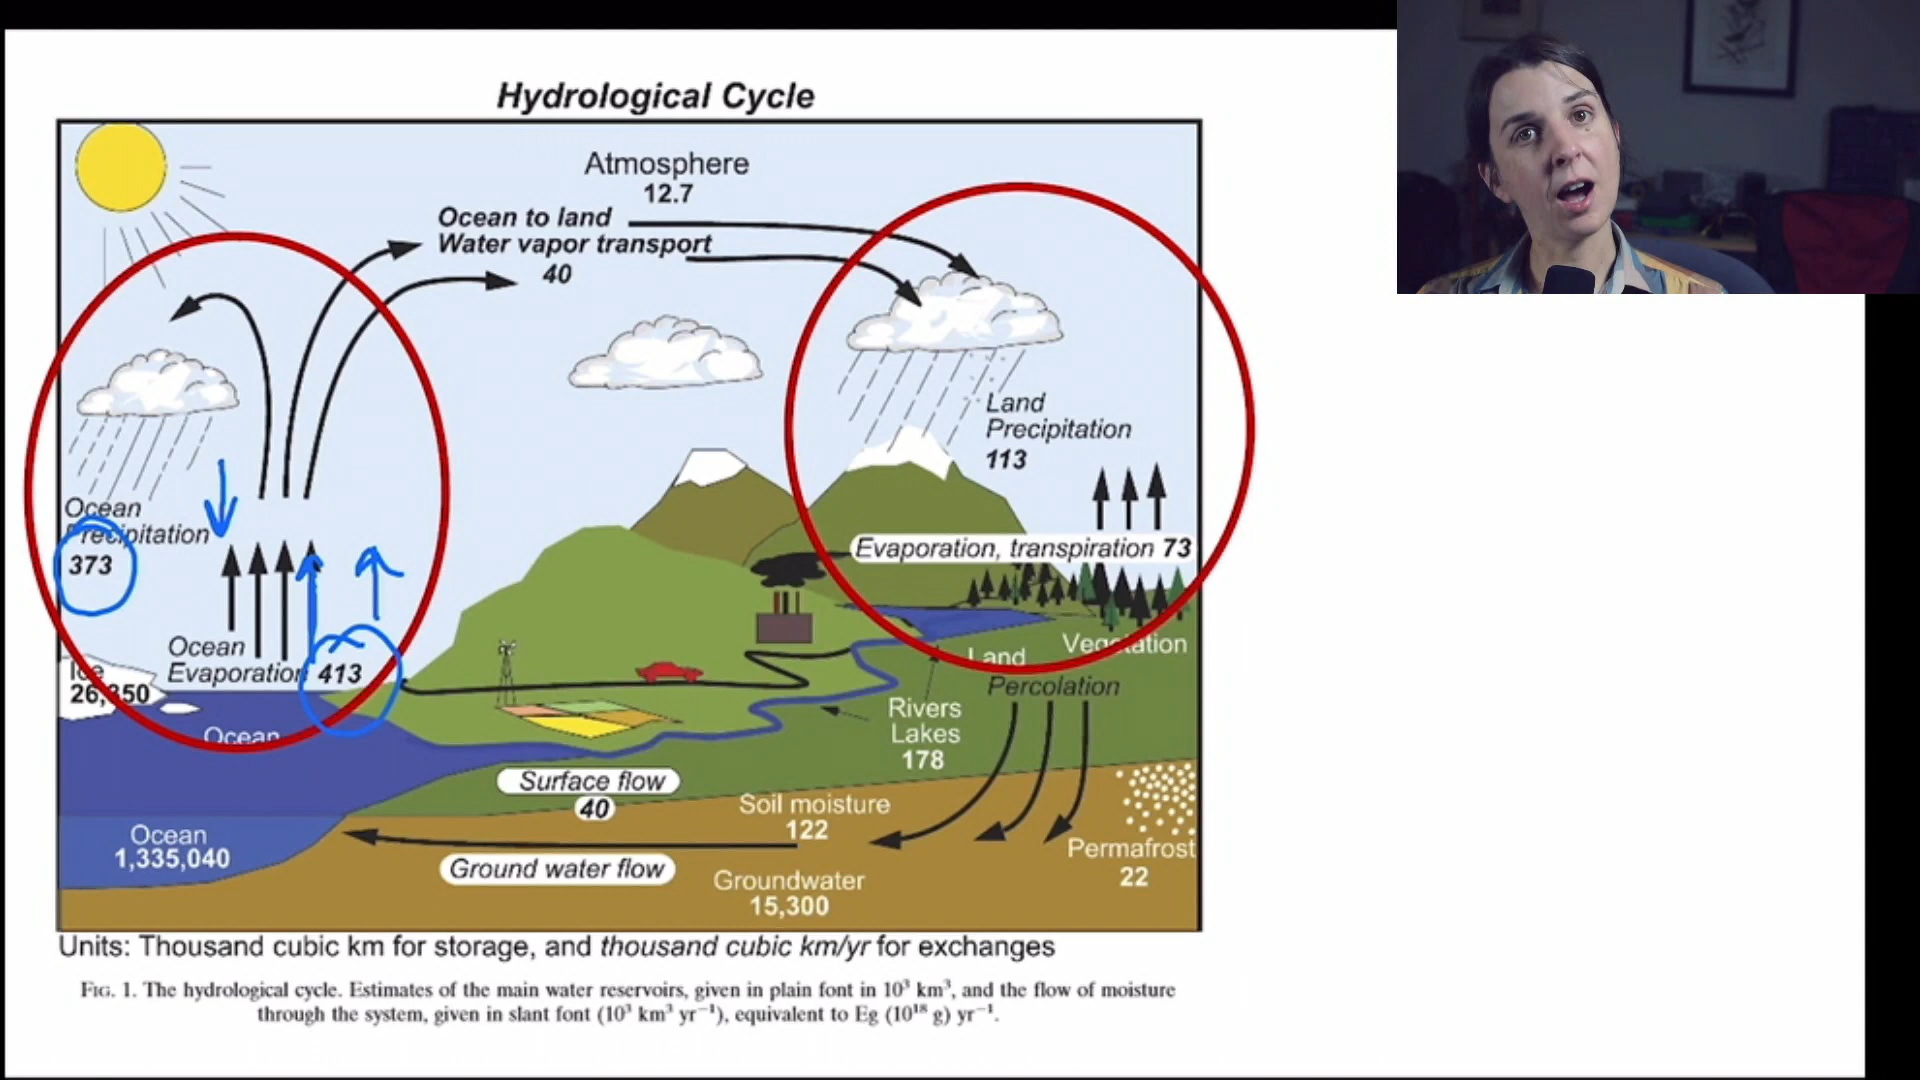 Hydrological Cycle
Atmosphere
12.7
Ocean to land
Water vapor transport
40
Land
Precipitation
113
Ocean
Precipitation
373
Evaporation, transpiration 73
Ocean
Evaporation 413
Ice
26,350
Vegetation
Land
Percolation
Ocean
Rivers
Lakes
178
Surface flow
40
Soil moisture
122
Ocean
1,335,040
Ground water flow
Permafrost
22
Groundwater
15,300
Units: Thousand cubic km for storage, and thousand cubic km/yr for exchanges
FIG. 1. The hydrological cycle. Estimates of the main water reservoirs, given in plain font in 10³ km³, and the flow of moisture
through the system, given in slant font (10³ km³ yr⁻¹), equivalent to Eg (10¹⁸ g) yr⁻¹.